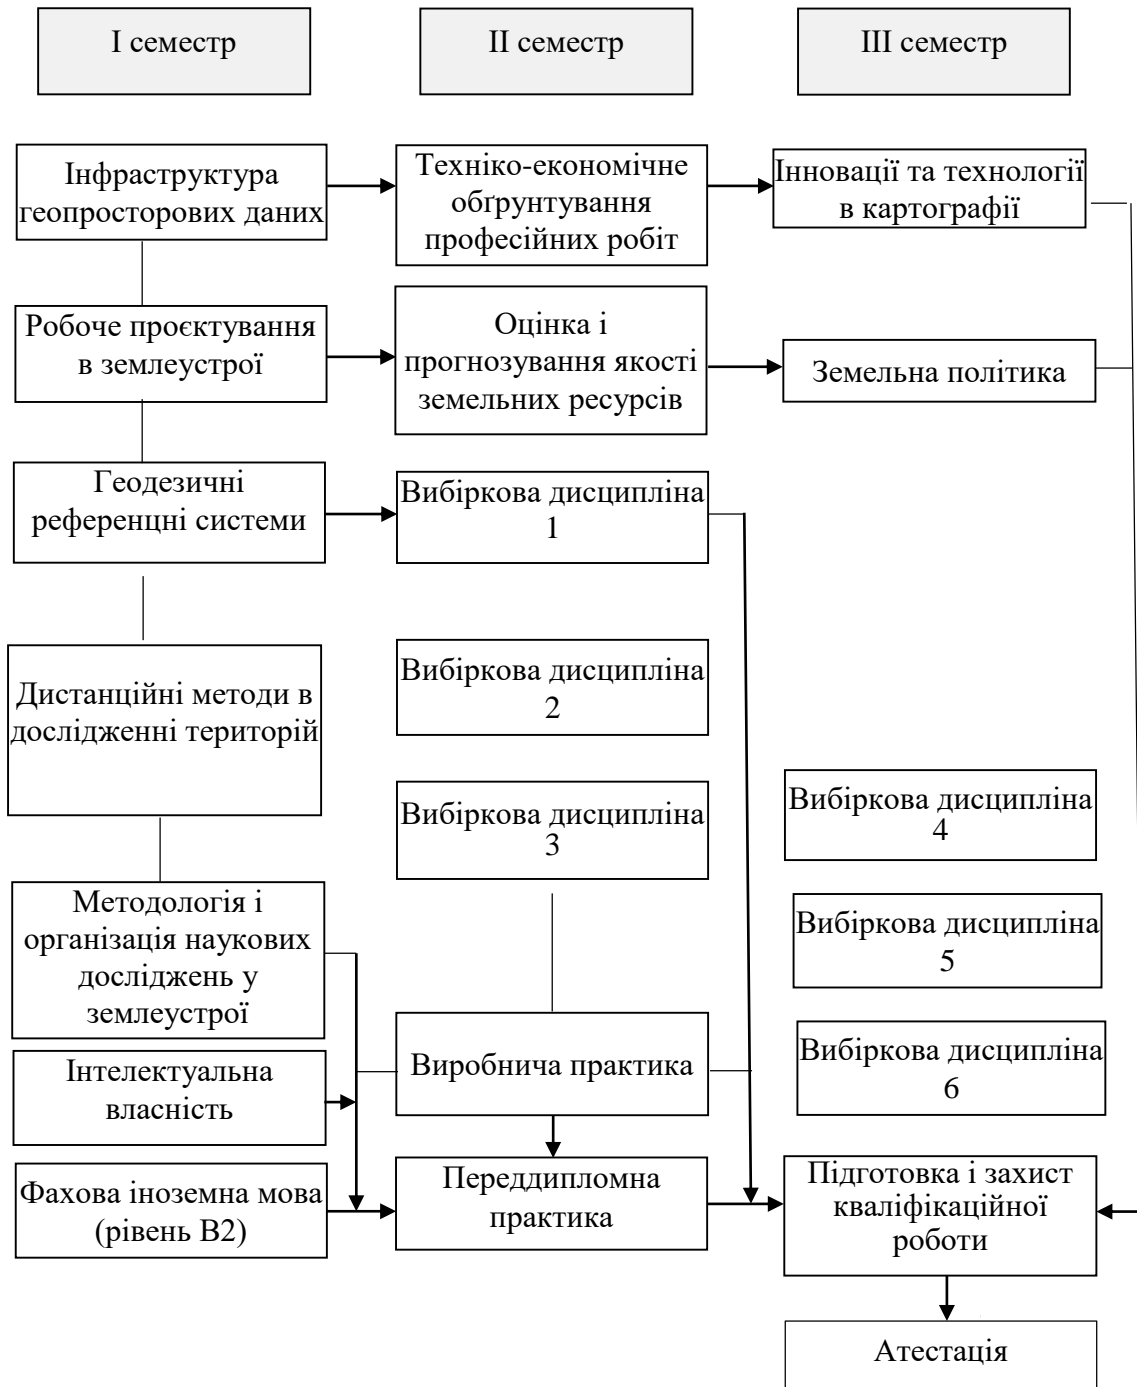 I семестр
II семестр
III семестр
Інфраструктура
геопросторових даних
Техніко-економічне
обґрунтування
професійних робіт
Інновації та технології
в картографії
Робоче проєктування
в землеустрої
Оцінка і
прогнозування якості
земельних ресурсів
Земельна політика
Геодезичні
референцні системи
Вибіркова дисципліна
1
Дистанційні методи в
дослідженні територій
Вибіркова дисципліна
2
Вибіркова дисципліна
3
Вибіркова дисципліна
4
Методологія і
організація наукових
досліджень у
землеустрої
Вибіркова дисципліна
5
Інтелектуальна
власність
Виробнича практика
Вибіркова дисципліна
6
Фахова іноземна мова
(рівень В2)
Переддипломна
практика
Підготовка і захист
кваліфікаційної
роботи
Атестація